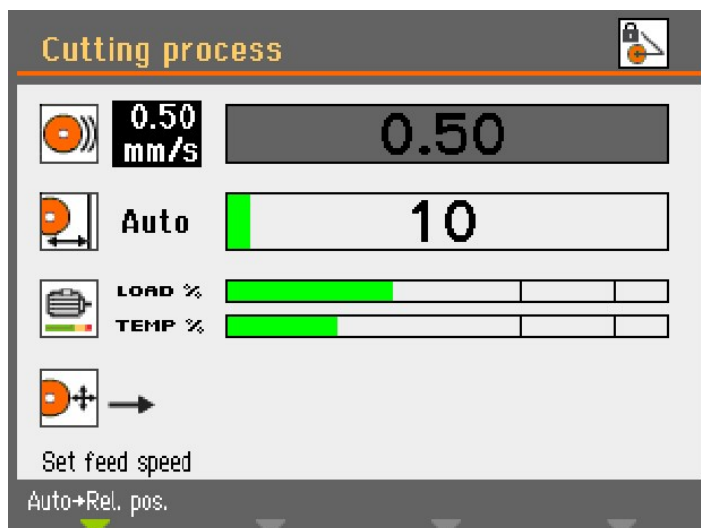 Cutting process
0.50
mm/s
0.50
Auto
10
LOAD %
TEMP %
Set feed speed
Auto→Rel. pos.